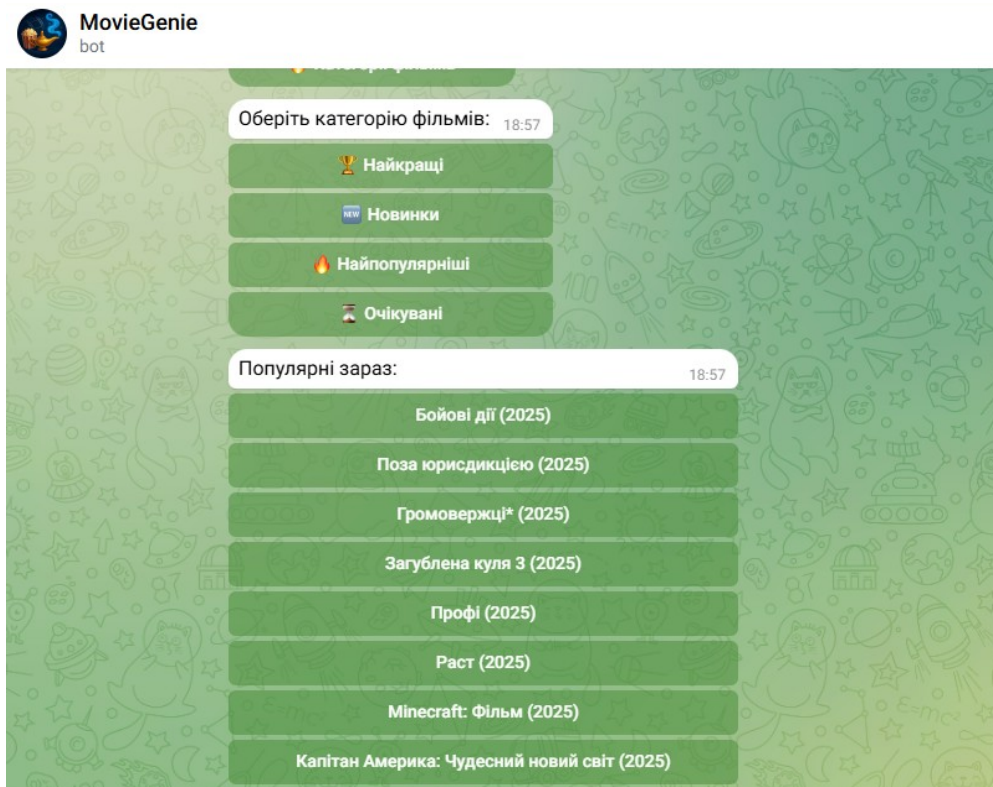 MovieGenie
bot
Категорії фільмів
Оберіть категорію фільмів: 18:57
🏆 Найкращі
🆕 Новинки
🔥 Найпопулярніші
⏳ Очікувані
Популярні зараз: 18:57
Бойові дії (2025)
Поза юрисдикцією (2025)
Громовержці* (2025)
Загублена куля 3 (2025)
Профі (2025)
Раст (2025)
Minecraft: Фільм (2025)
Капітан Америка: Чудесний новий світ (2025)